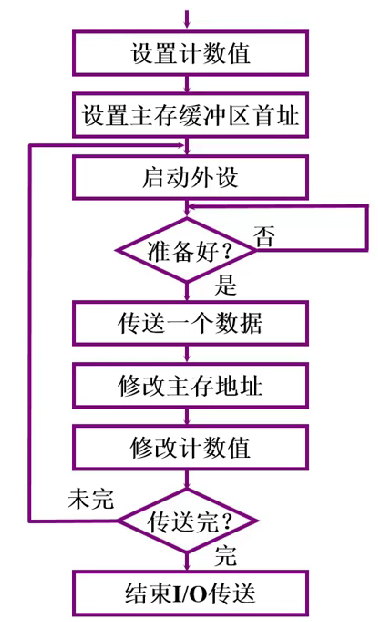 设置计数值
设置主存缓冲区首址
启动外设
准备好?
否
是
传送一个数据
修改主存地址
修改计数值
未完
传送完?
完
结束I/O传送